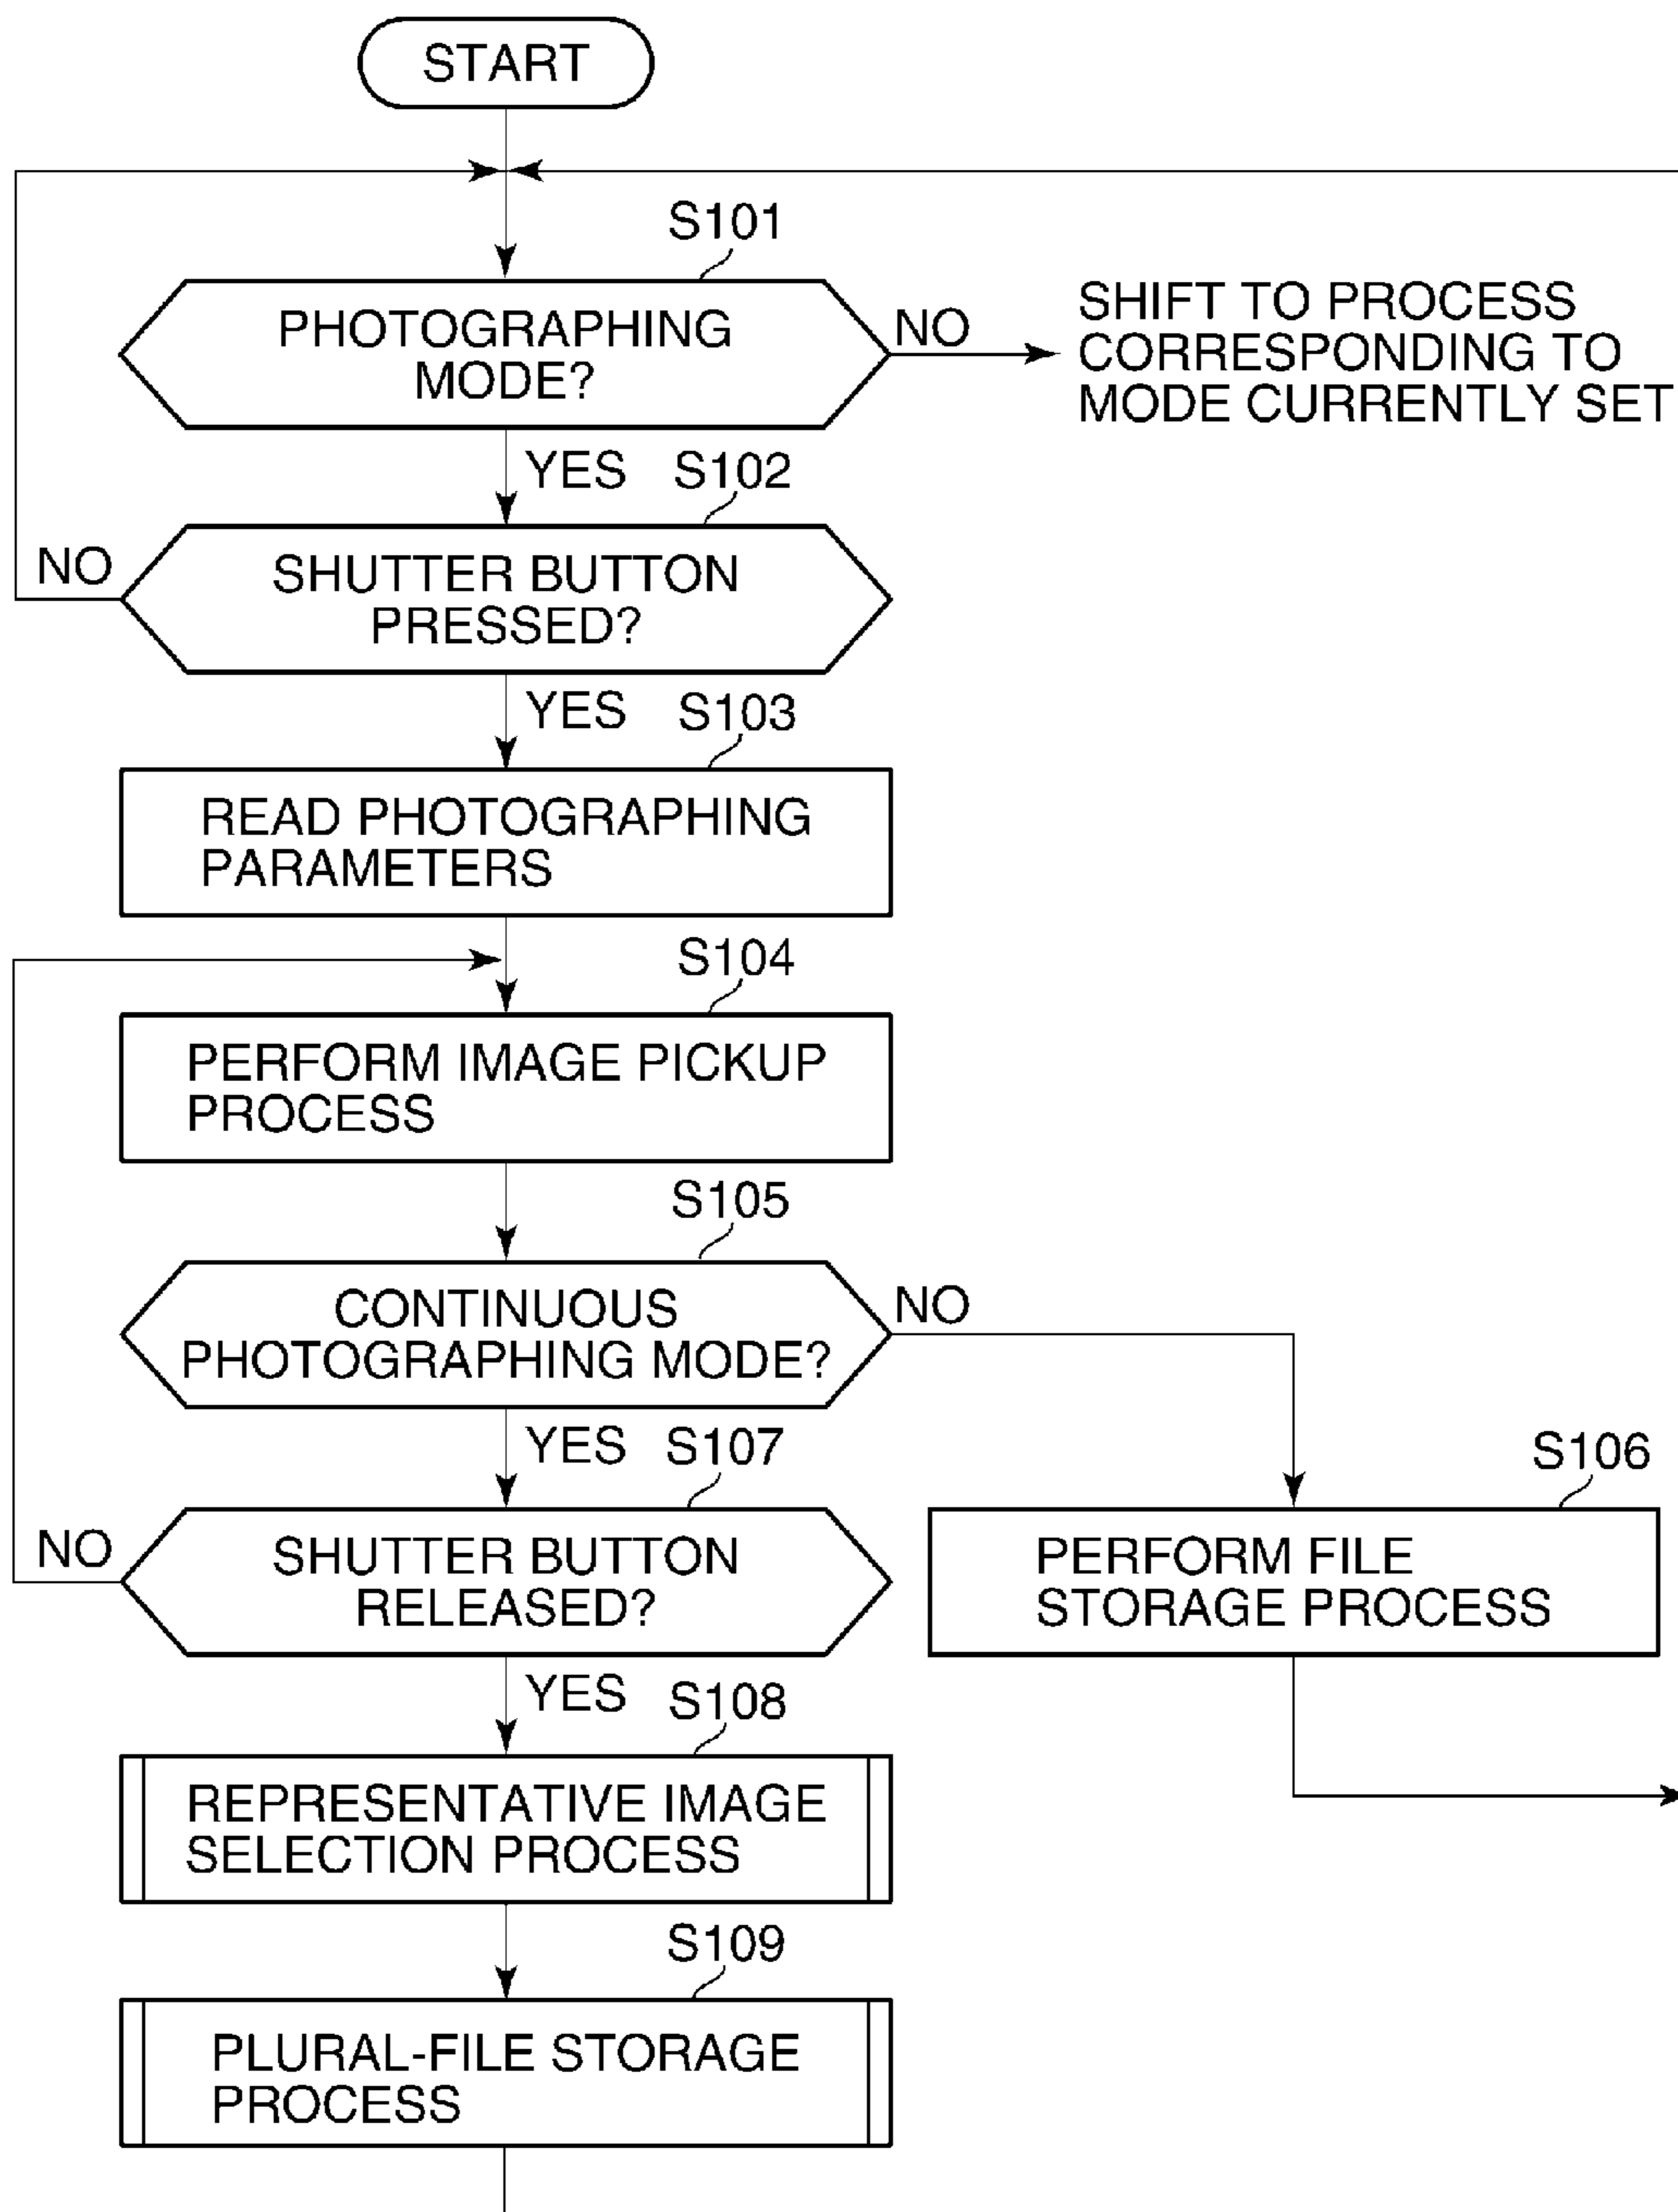 START
S101
PHOTOGRAPHING
MODE?
NO
SHIFT TO PROCESS
CORRESPONDING TO
MODE CURRENTLY SET
YES
S102
NO
SHUTTER BUTTON
PRESSED?
YES
S103
READ PHOTOGRAPHING
PARAMETERS
S104
PERFORM IMAGE PICKUP
PROCESS
S105
CONTINUOUS
PHOTOGRAPHING MODE?
NO
YES
S107
S106
NO
SHUTTER BUTTON
RELEASED?
PERFORM FILE
STORAGE PROCESS
YES
S108
REPRESENTATIVE IMAGE
SELECTION PROCESS
S109
PLURAL-FILE STORAGE
PROCESS